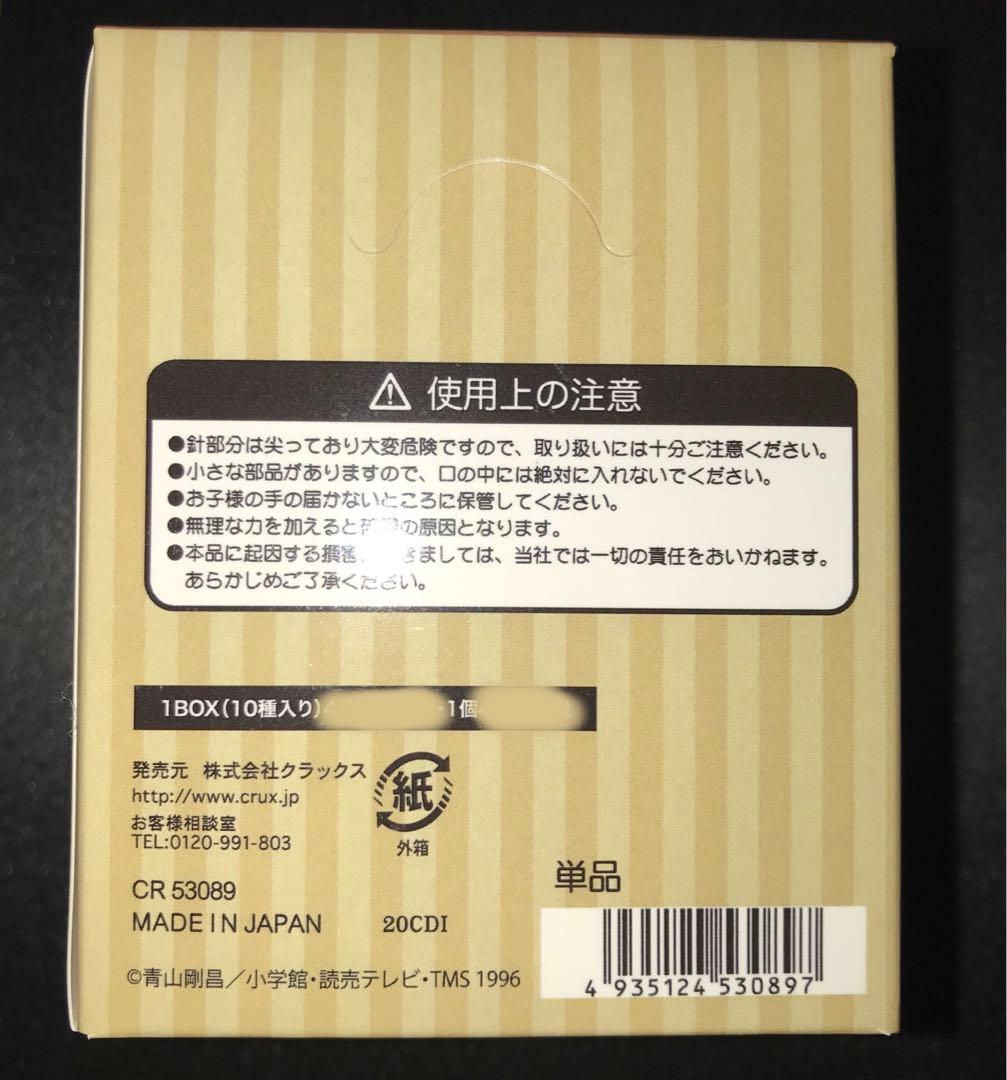 使用上の注意
●針部分は尖っており大変危険ですので、取り扱いには十分ご注意ください。
●小さな部品がありますので、口の中には絶対に入れないでください。
●お子様の手の届かないところに保管してください。
●無理な力を加えると の原因となります。
●本品に起因する損害 きましては、当社では一切の責任をおいかねます。
あらかじめご了承ください。
1BOX(10種入り) ・1個
発売元 株式会社クラックス
http://www.crux.jp
お客様相談室
TEL:0120-991-803
紙
外箱
CR 53089
MADE IN JAPAN 20CDI
©青山剛昌／小学館・読売テレビ・TMS 1996
単品
4 935124 530897